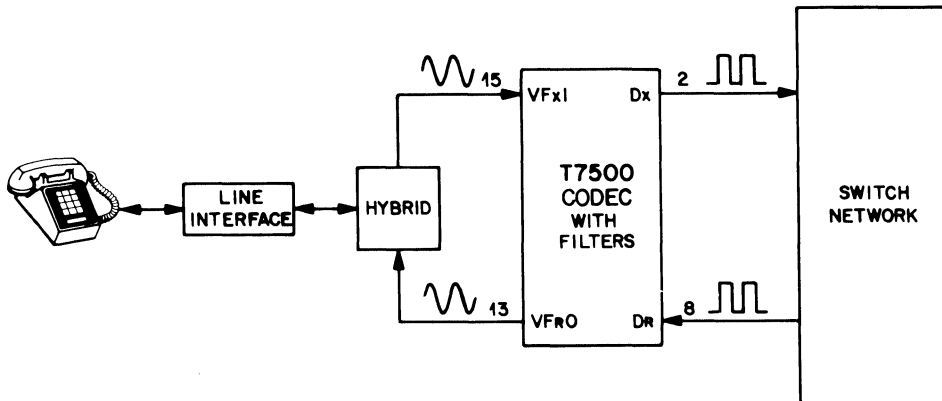 15
2
VFXI
DX
T7500
CODEC
WITH
FILTERS
LINE
INTERFACE
HYBRID
SWITCH
NETWORK
13
8
VFRO
DR